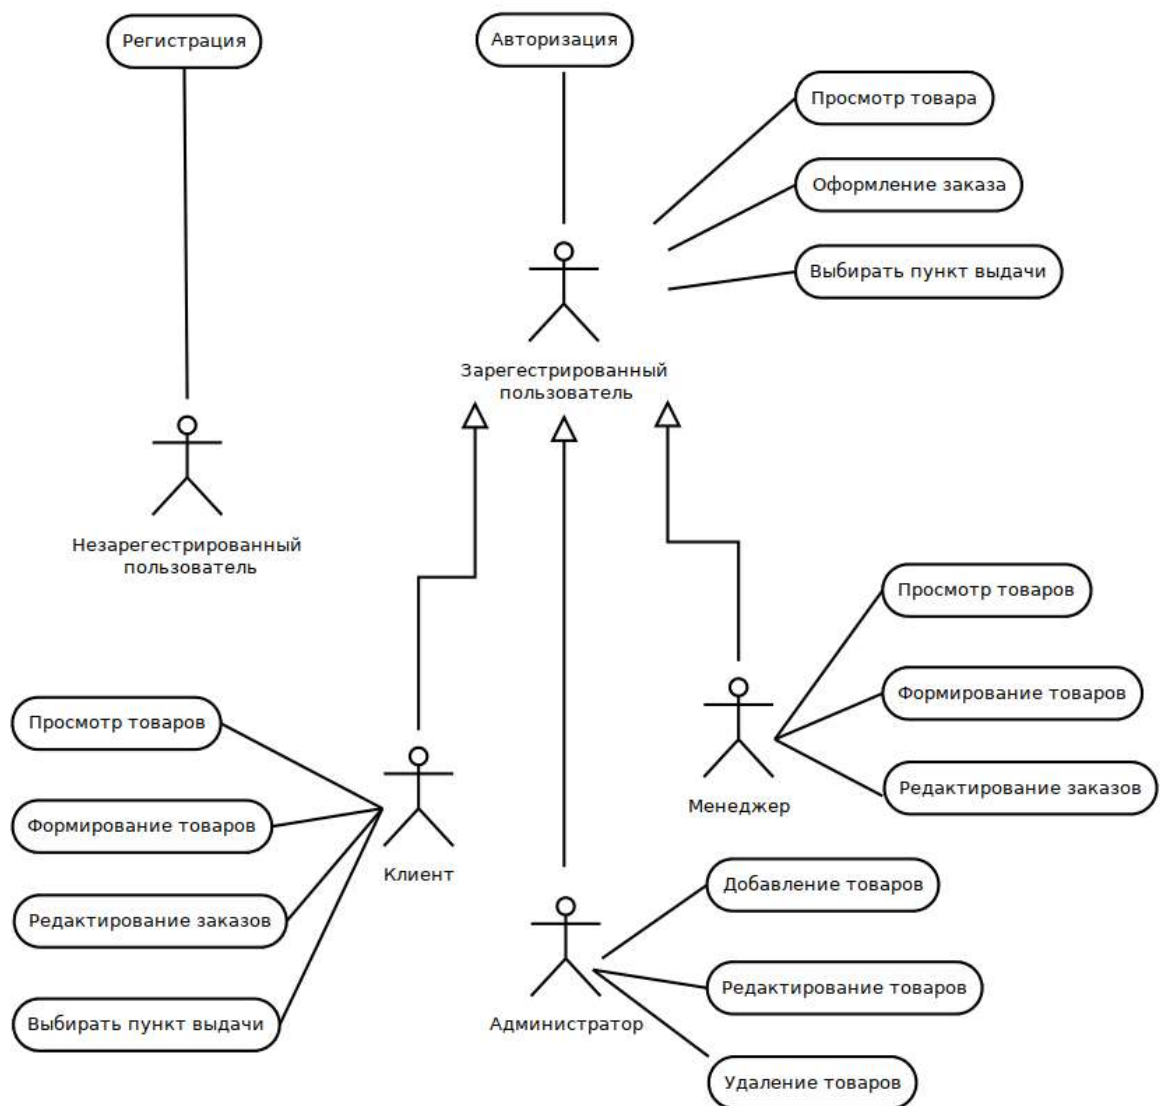 Регистрация
Авторизация
Просмотр товара
Оформление заказа
Выбирать пункт выдачи
Зарегестрированный
пользователь
Незарегестрированный
пользователь
Просмотр товаров
Формирование товаров
Редактирование заказов
Менеджер
Просмотр товаров
Формирование товаров
Редактирование заказов
Выбирать пункт выдачи
Клиент
Добавление товаров
Редактирование товаров
Удаление товаров
Администратор